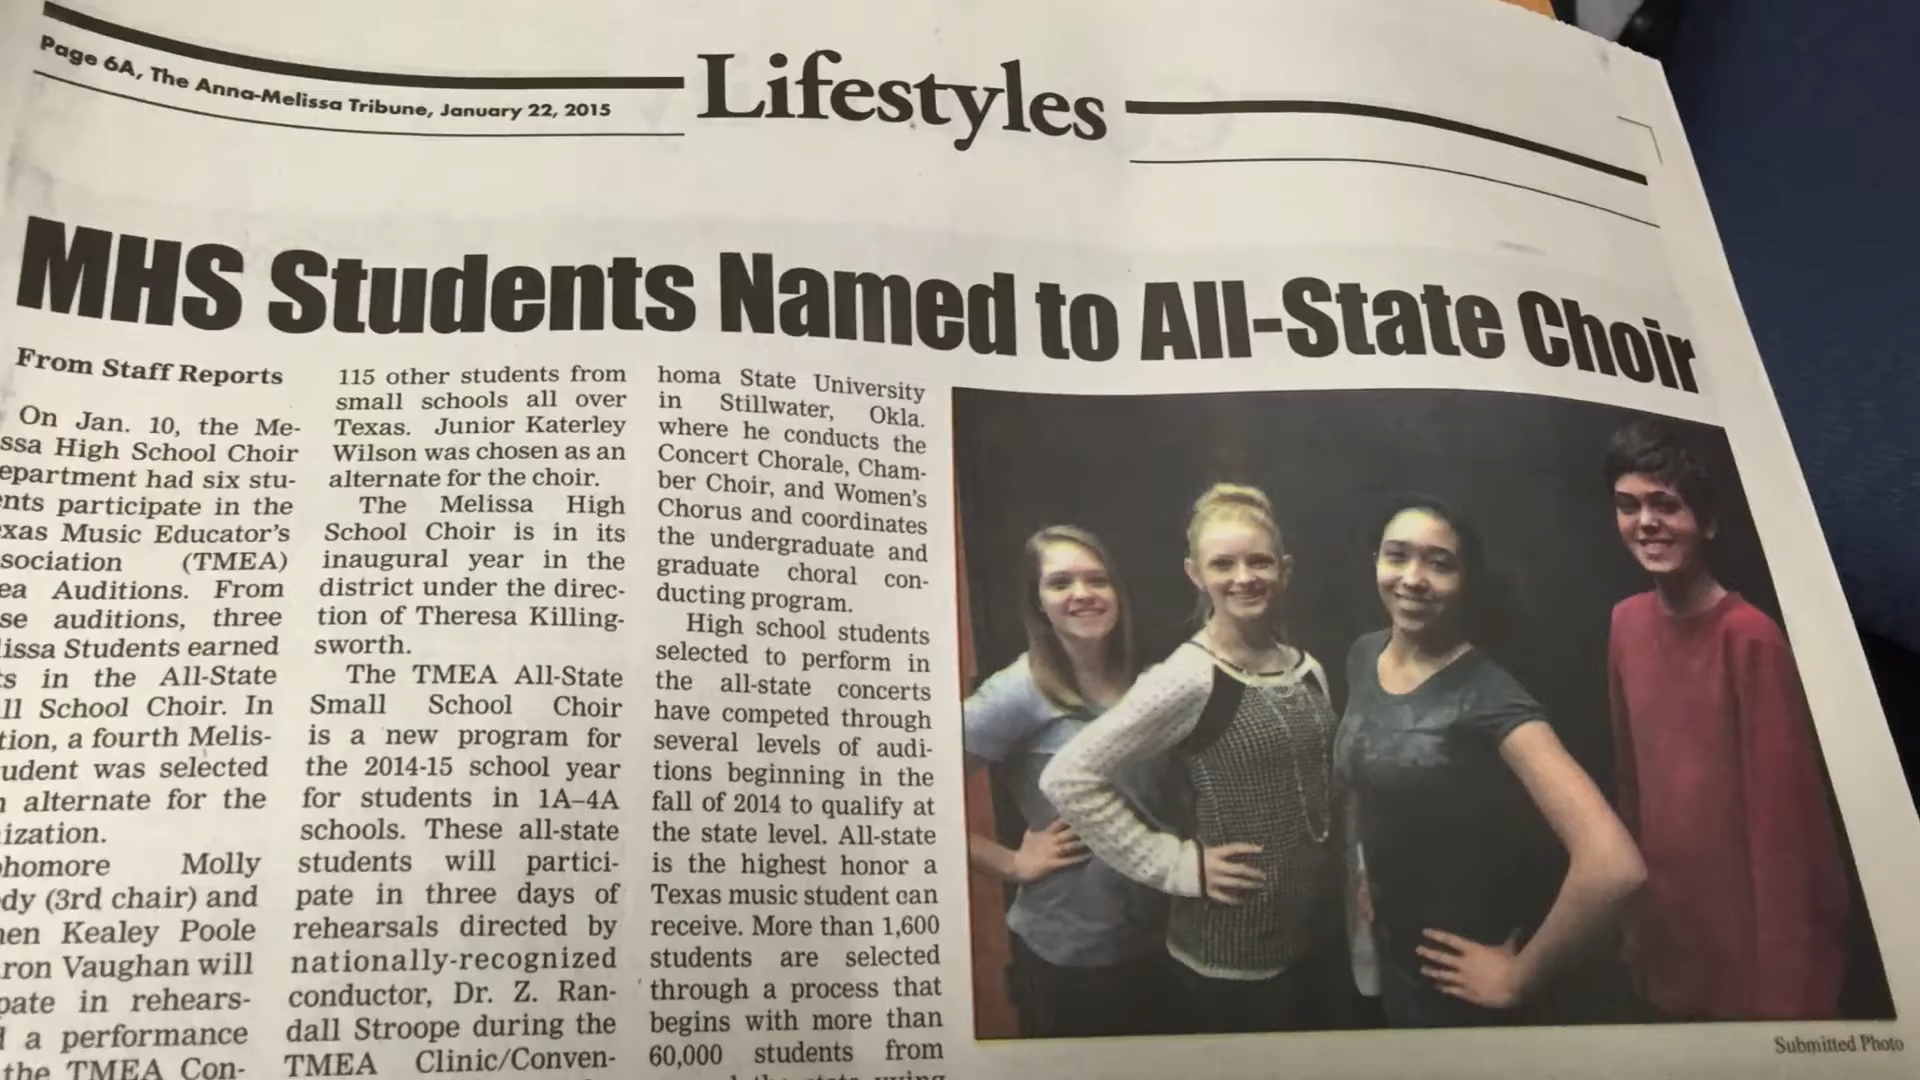 Page 6A, The Anna-Melissa Tribune, January 22, 2015
Lifestyles
MHS Students Named to All-State Choir
From Staff Reports
On Jan. 10, the Me-
ssa High School Choir
epartment had six stu-
nts participate in the
xas Music Educator's
sociation (TMEA)
ea Auditions. From
se auditions, three
lissa Students earned
ts in the All-State
ll School Choir. In
tion, a fourth Melis-
udent was selected
n alternate for the
ization.
homore Molly
dy (3rd chair) and
en Kealey Poole
ron Vaughan will
pate in rehears-
a performance
the TMEA Con-
115 other students from
small schools all over
Texas. Junior Katerley
Wilson was chosen as an
alternate for the choir.
The Melissa High
School Choir is in its
inaugural year in the
district under the direc-
tion of Theresa Killing-
sworth.
The TMEA All-State
Small School Choir
is a new program for
the 2014-15 school year
for students in 1A–4A
schools. These all-state
students will partici-
pate in three days of
rehearsals directed by
nationally-recognized
conductor, Dr. Z. Ran-
dall Stroope during the
TMEA Clinic/Conven-
homa State University
in Stillwater, Okla.
where he conducts the
Concert Chorale, Cham-
ber Choir, and Women's
Chorus and coordinates
the undergraduate and
graduate choral con-
ducting program.
High school students
selected to perform in
the all-state concerts
have competed through
several levels of audi-
tions beginning in the
fall of 2014 to qualify at
the state level. All-state
is the highest honor a
Texas music student can
receive. More than 1,600
students are selected
through a process that
begins with more than
60,000 students from
Submitted Photo